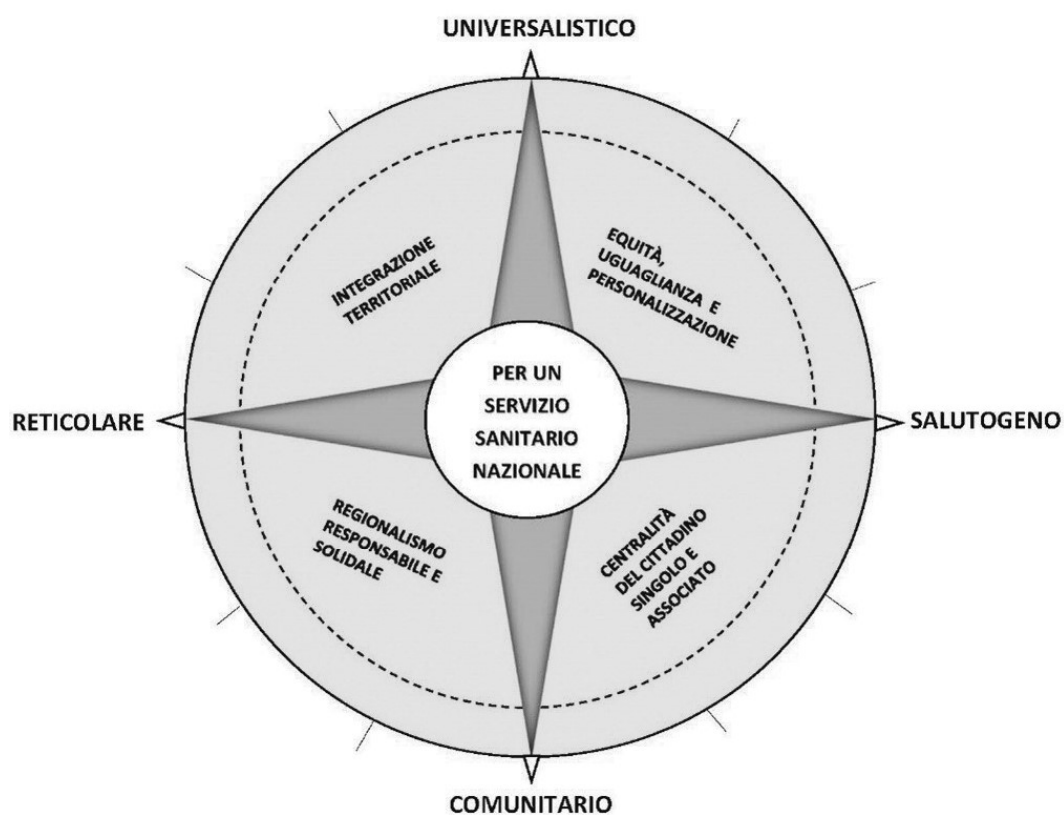 UNIVERSALISTICO
INTEGRAZIONE
TERRITORIALE
EQUITÀ,
UGUAGLIANZA E
PERSONALIZZAZIONE
RETICOLARE
PER UN
SERVIZIO
SANITARIO
NAZIONALE
SALUTOGENO
REGIONALISMO
RESPONSABILE E
SOLIDALE
CENTRALITÀ
DEL CITTADINO
SINGOLO E
ASSOCIATO
COMUNITARIO